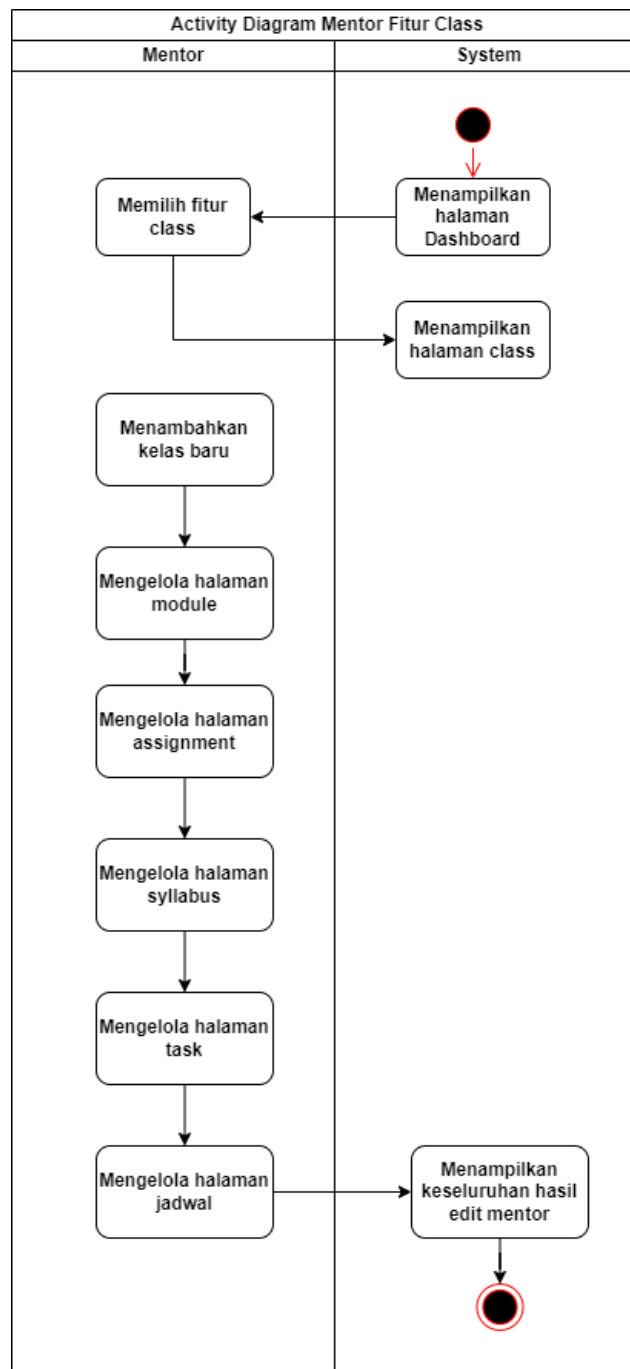 Activity Diagram Mentor Fitur Class
Mentor
System
Menampilkan
halaman
Dashboard
Memilih fitur
class
Menampilkan
halaman class
Menambahkan
kelas baru
Mengelola halaman
module
Mengelola halaman
assignment
Mengelola halaman
syllabus
Mengelola halaman
task
Mengelola halaman
jadwal
Menampilkan
keseluruhan hasil
edit mentor